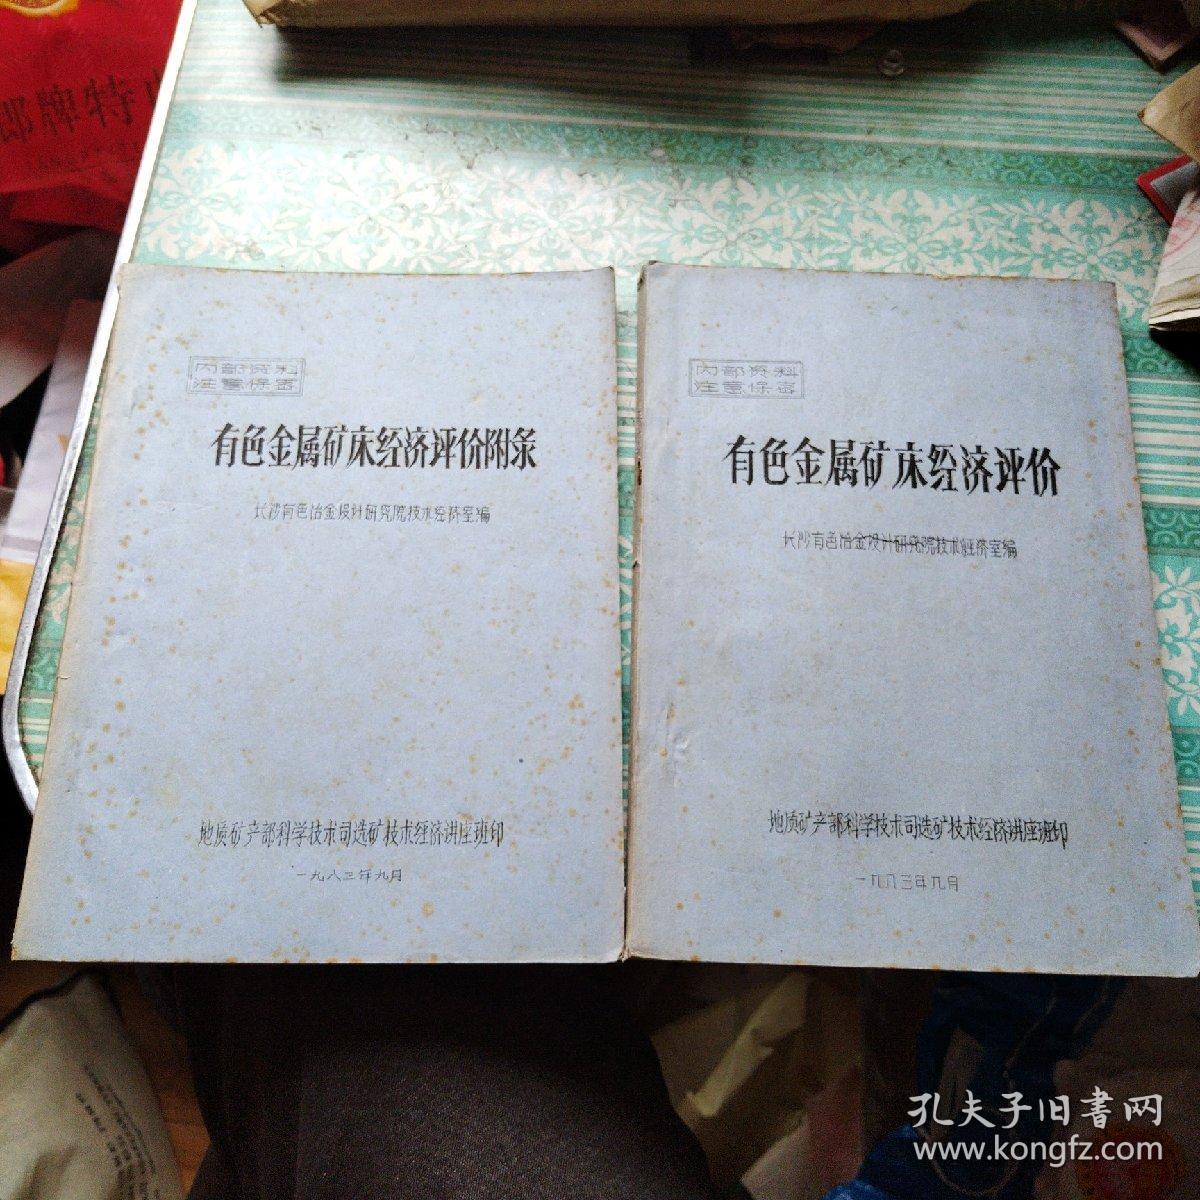 郎牌特
内部资料
注意保密
有色金属矿床经济评价附录
长沙有色冶金设计研究院技术经济室编
地质矿产部科学技术司选矿技术经济讲座班印
一九八三年九月
内部资料
注意保密
有色金属矿床经济评价
长沙有色冶金设计研究院技术经济室编
地质矿产部科学技术司选矿技术经济讲座班印
一九八三年九月
孔夫子旧書网
www.kongfz.com